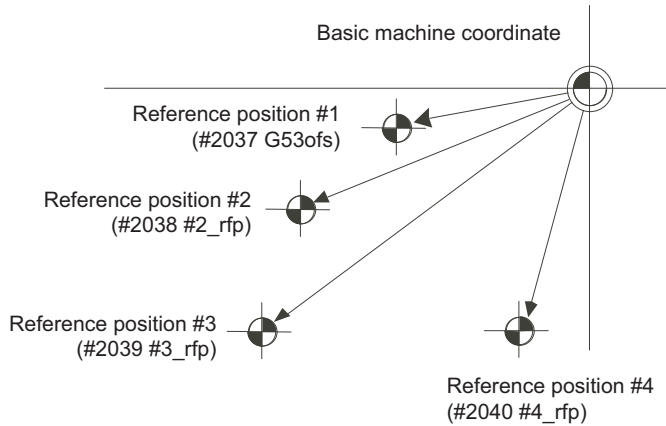 Basic machine coordinate
Reference position #1
(#2037 G53ofs)
Reference position #2
(#2038 #2_rfp)
Reference position #3
(#2039 #3_rfp)
Reference position #4
(#2040 #4_rfp)